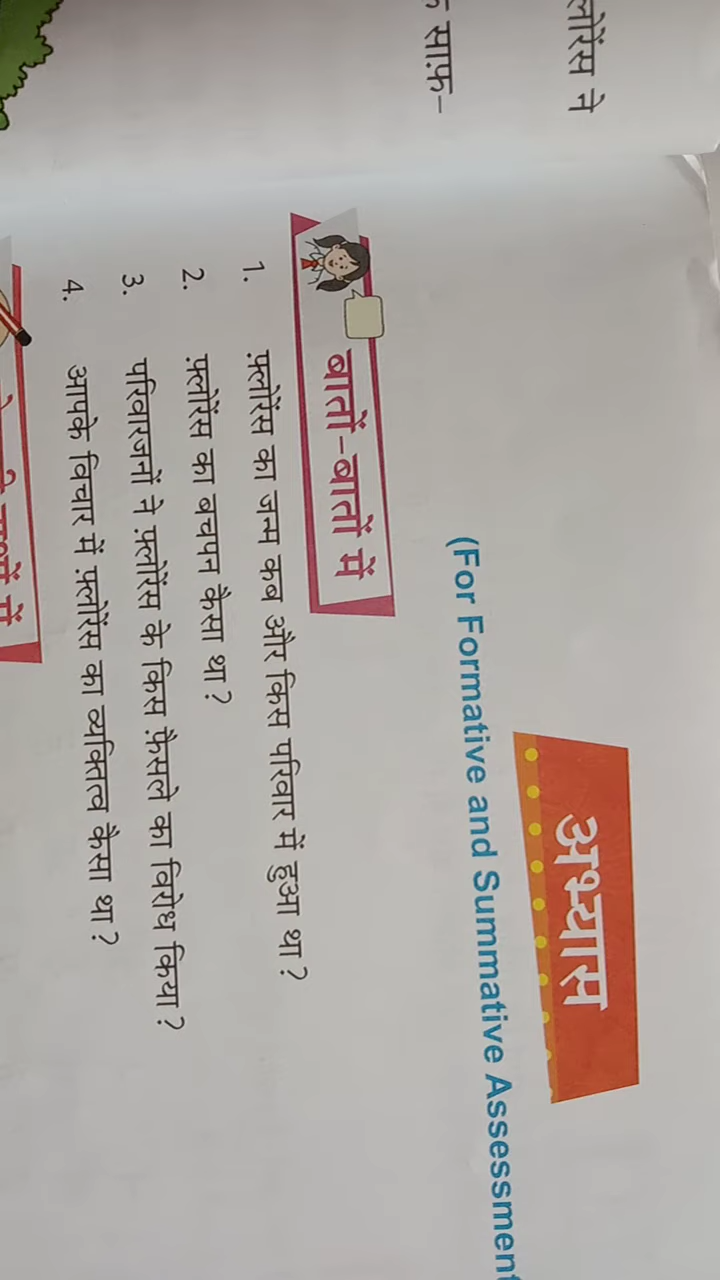 फ़्लोरेंस ने
साफ़-
अभ्यास
(For Formative and Summative Assessment
बातों-बातों में
1. फ़्लोरेंस का जन्म कब और किस परिवार में हुआ था?
2. फ़्लोरेंस का बचपन कैसा था?
3. परिवारजनों ने फ़्लोरेंस के किस फ़ैसले का विरोध किया?
4. आपके विचार में फ़्लोरेंस का व्यक्तित्व कैसा था?
में